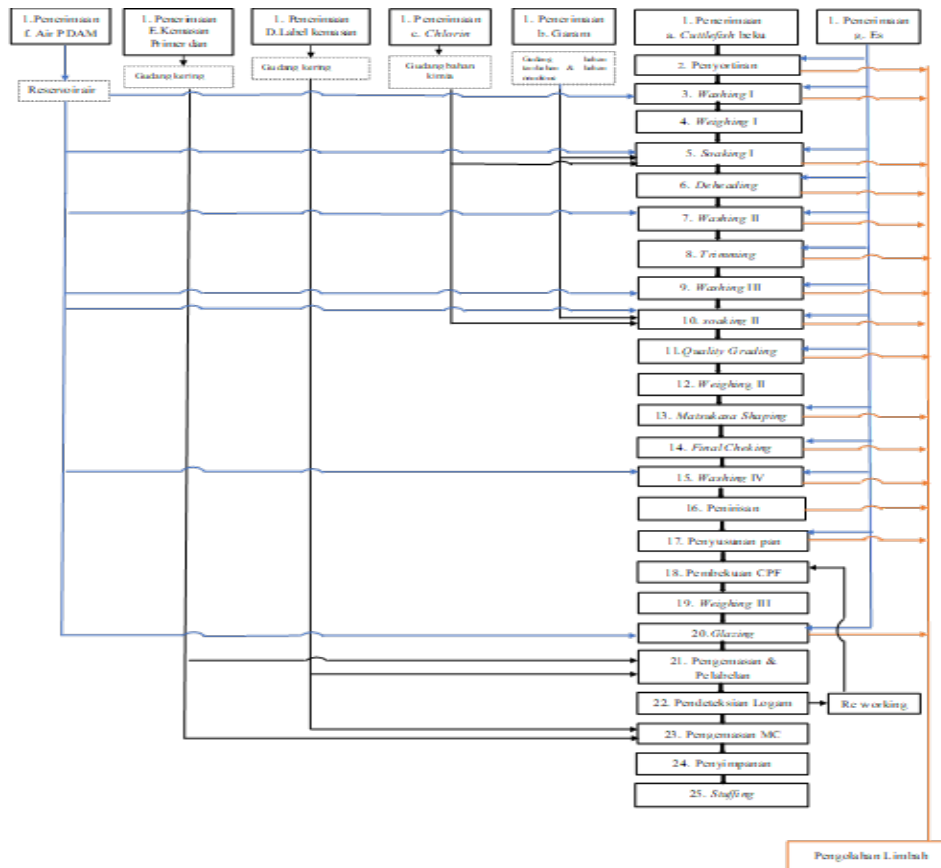 1. Penerimaan
f. Air PDAM
1. Penerimaan
E. Kemasan
Primer dan
1. Penerimaan
D.Label kemasan
1. Penerimaan
c. Chlorin
1. Penerimaan
b. Garam
1. Penerimaan
a. Cuttlefish beku
1. Penerimaan
g. Es
Reservoir air
Gudang kering
Gudang kering
Gudang bahan
kimia
Gudang bahan
tambahan & bahan
2. Penyortiran
3. Washing I
4. Weighing I
5. Soaking I
6. Deheading
7. Washing II
8. Trimming
9. Washing III
10. soaking II
11.Quality Grading
12. Weighing II
13. Matsukasa Shaping
14. Final Cheking
15. Washing IV
16. Penirisan
17. Penyusunan pan
18. Pembekuan CPF
19. Weighing III
20. Glazing
21. Pengemasan &
Pelabelan
22. Pendeteksian Logam
Re working
23. Pengemasan MC
24. Penyimpanan
25. Stuffing
Pengolahan Limbah